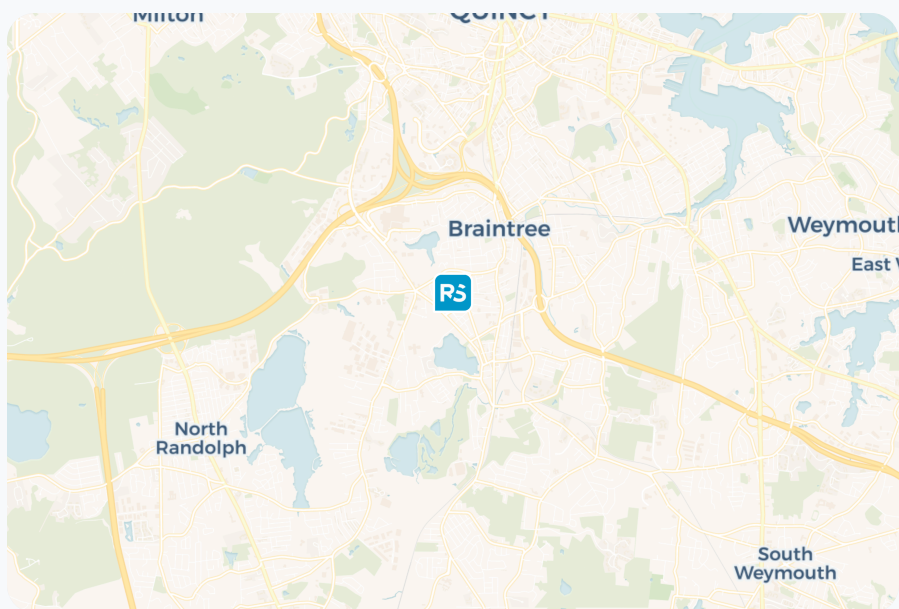 Milton
QUINCY
Braintree
Weymouth
East W
RS
North
Randolph
South
Weymouth